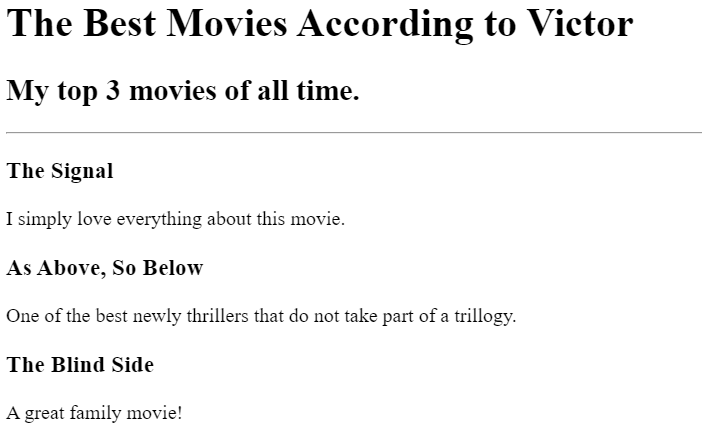 The Best Movies According to Victor
My top 3 movies of all time.
The Signal
I simply love everything about this movie.
As Above, So Below
One of the best newly thrillers that do not take part of a trillogy.
The Blind Side
A great family movie!